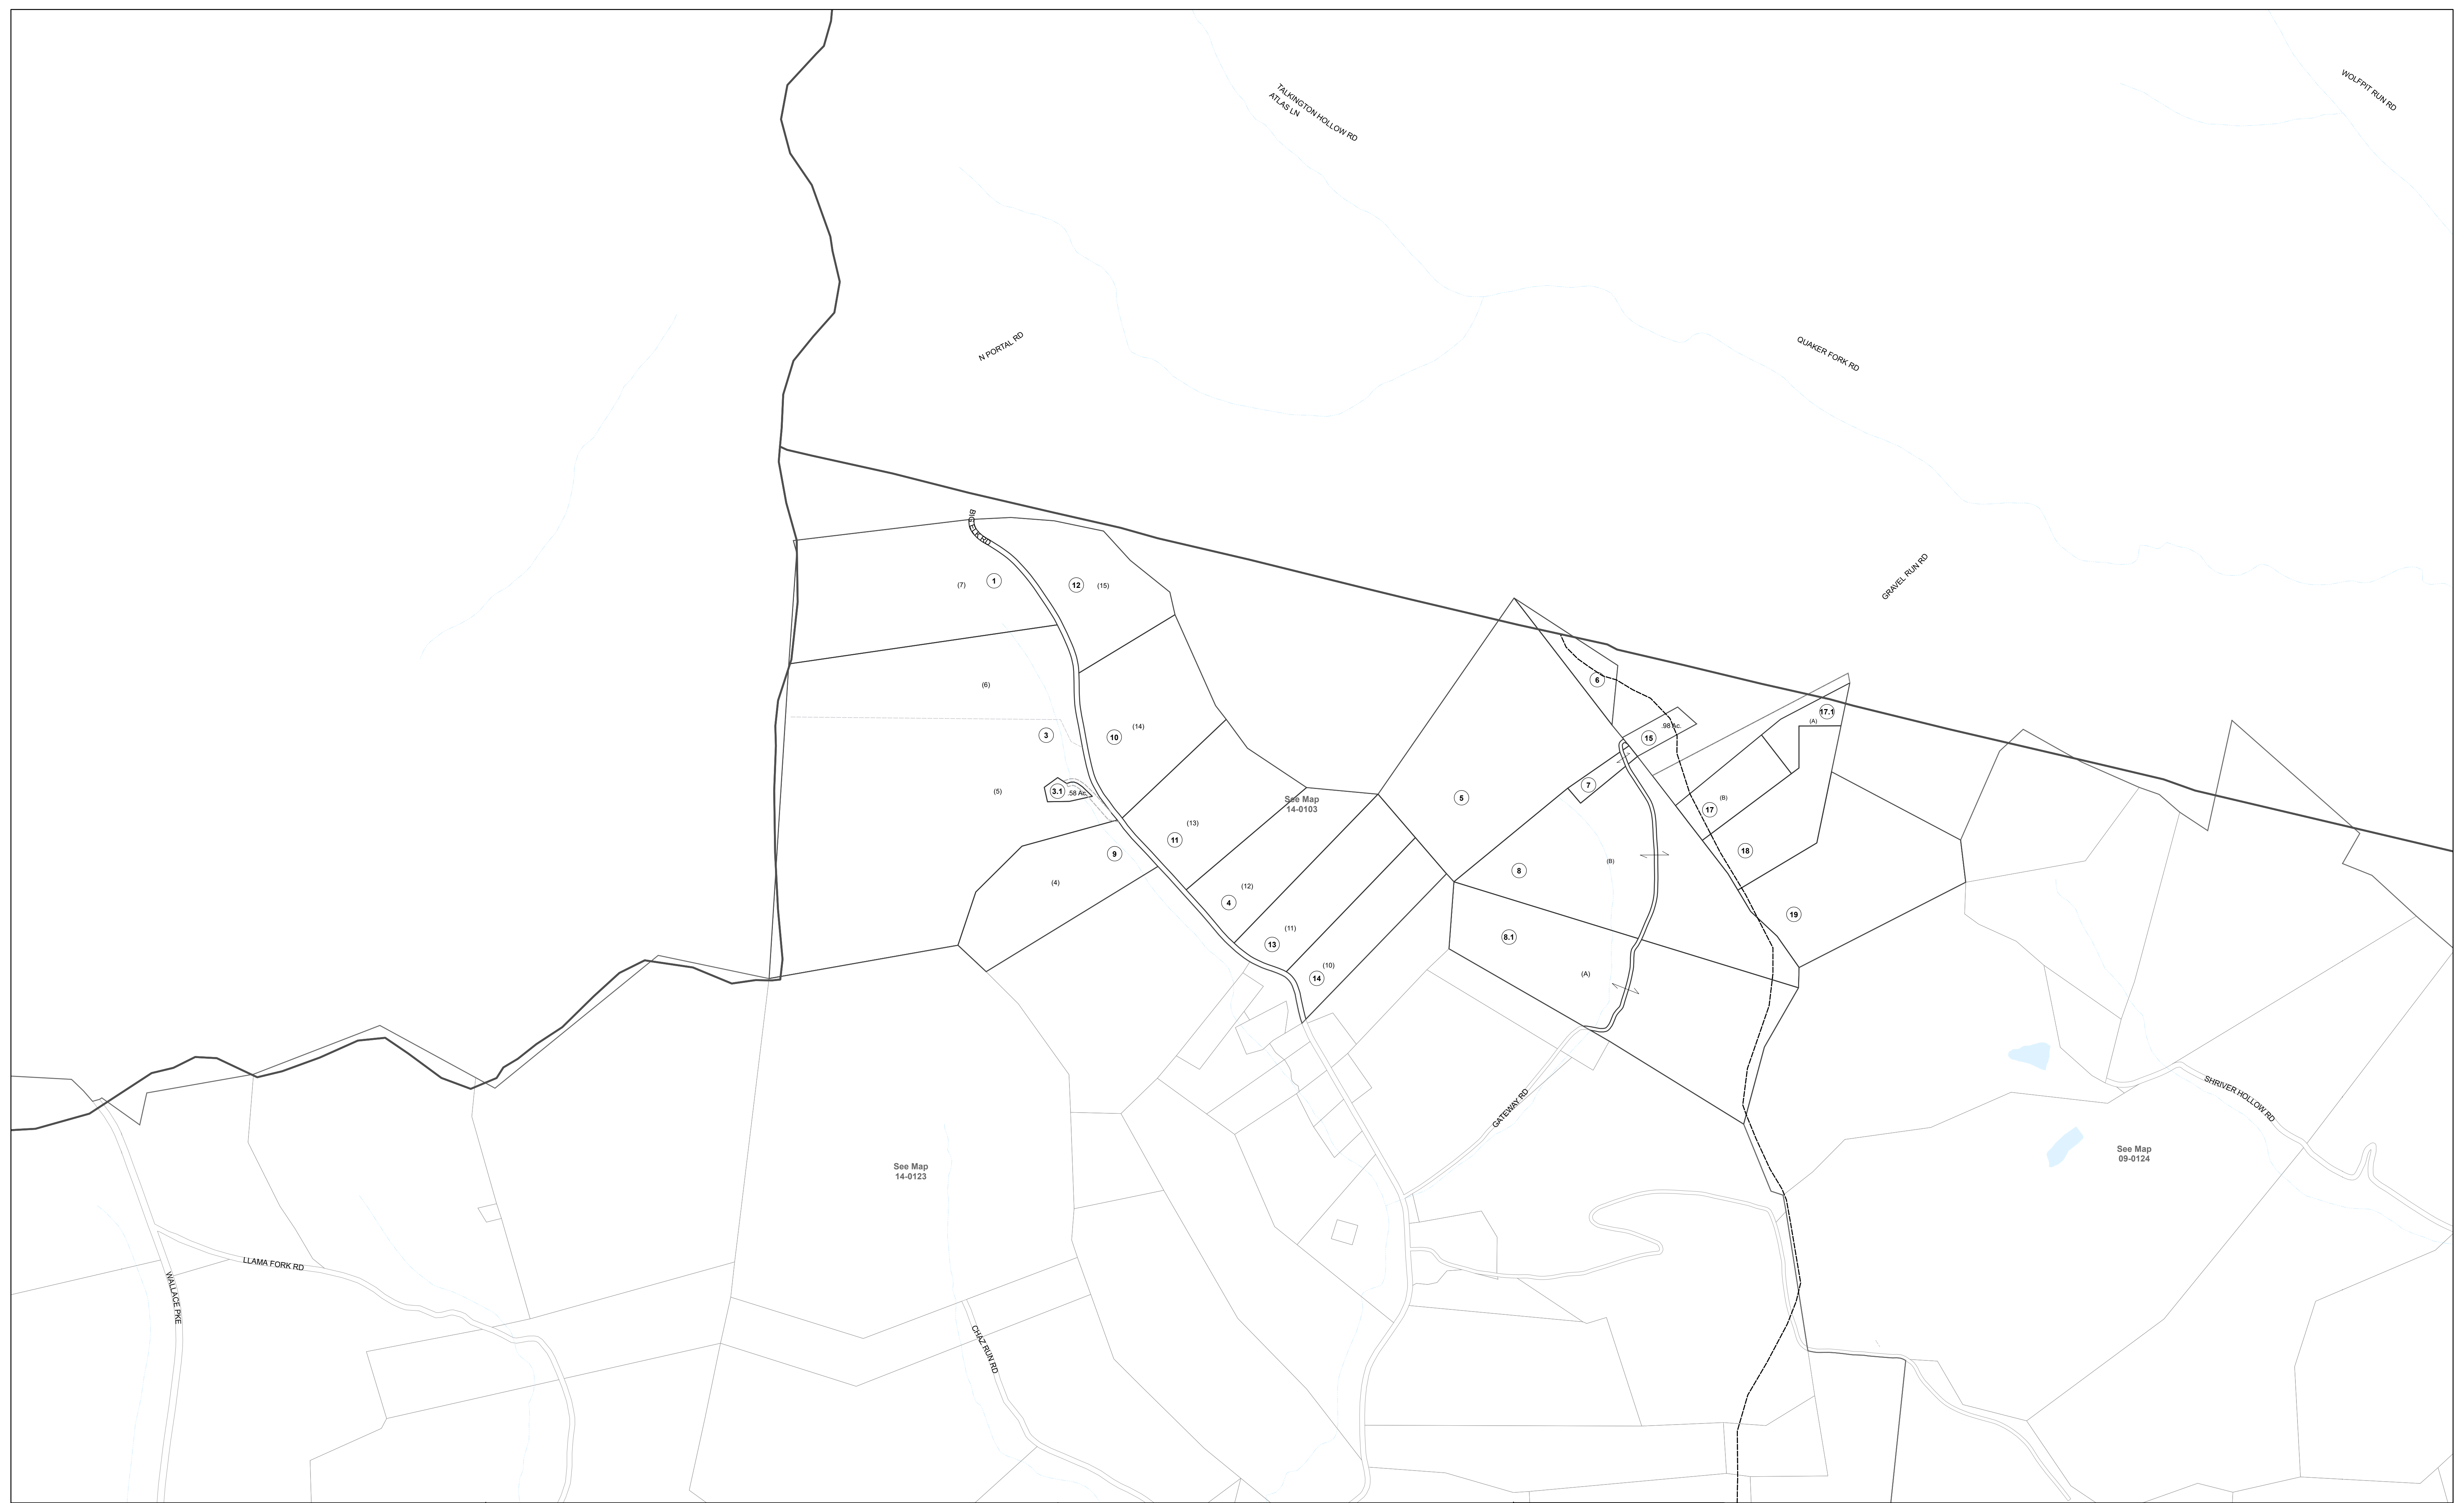 WOLFPIT RUN RD
TALKINGTON HOLLOW RD
ATLAS LN
N PORTAL RD
QUAKER FORK RD
BIG ELK RD
GRAVEL RUN RD
(7)
1
12
(15)
(6)
6
3
10
(14)
.98 Ac.
15
17.1
(A)
(5)
3.1
.58 Ac.
See Map
14-0103
5
7
17
(B)
(13)
11
9
(4)
18
(B)
8
4
(12)
19
13
(11)
8.1
14
(10)
(A)
GATEWAY RD
SHRIVER HOLLOW RD
See Map
14-0123
See Map
09-0124
LLAMA FORK RD
WALLACE PKE
CHAZ RUN RD